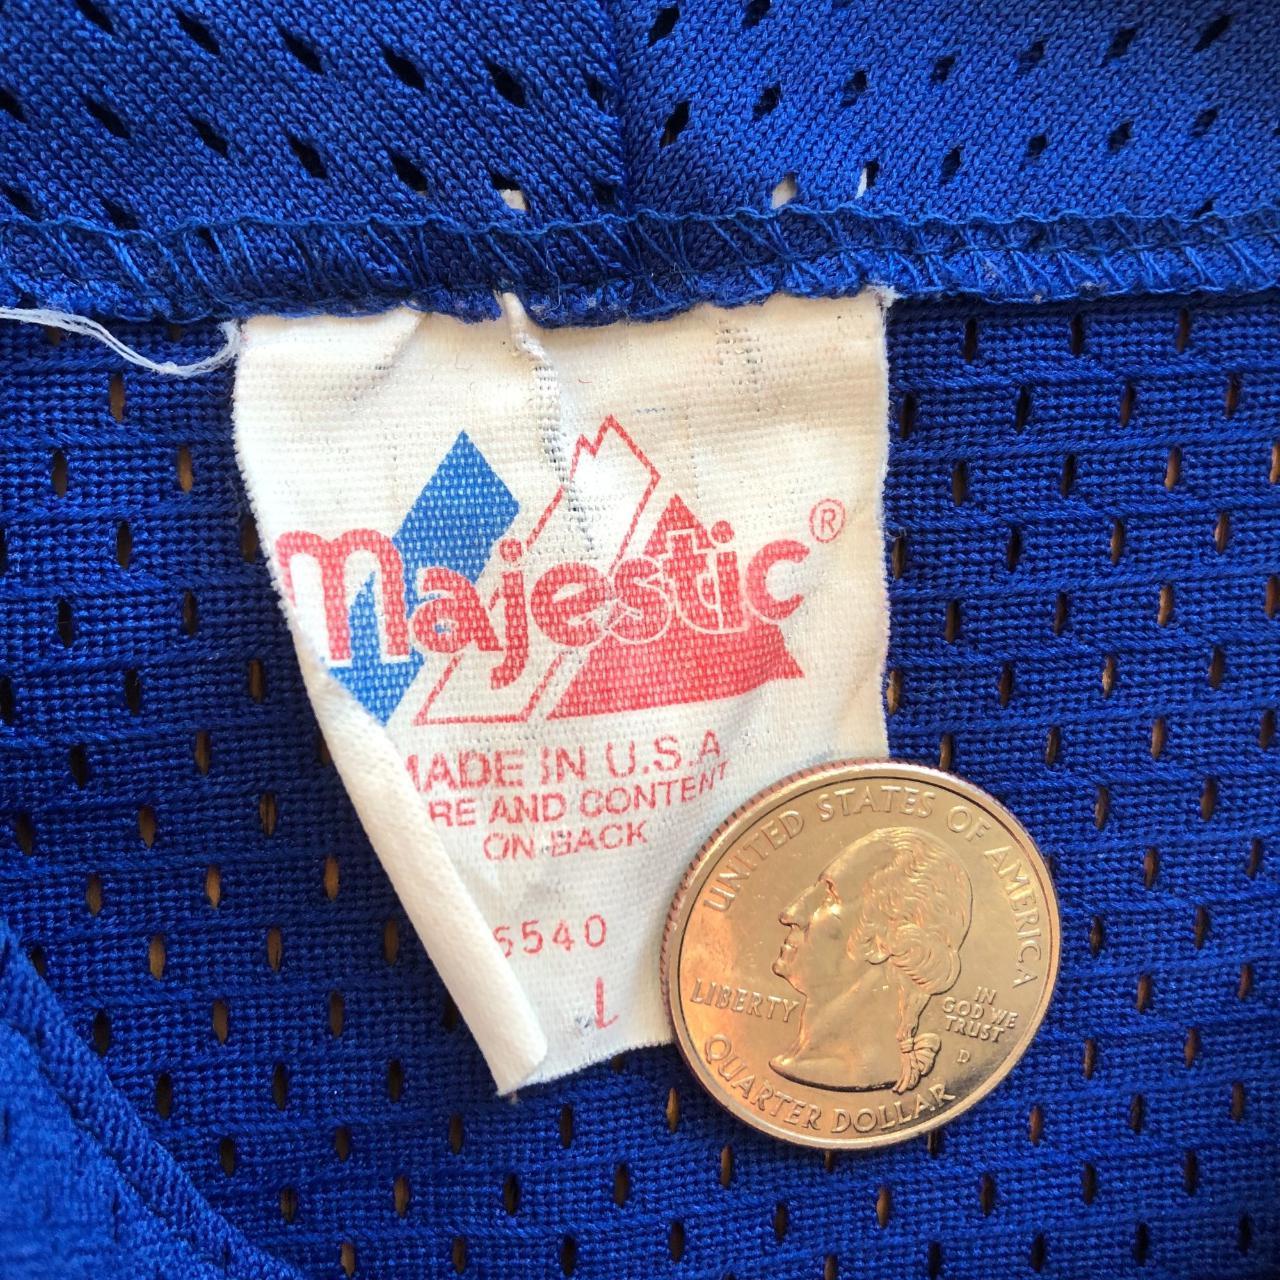 Majestic®
MADE IN U.S.A
RE AND CONTENT
ON BACK
5540
L
UNITED STATES OF AMERICA
LIBERTY
IN
GOD WE
TRUST
D
QUARTER DOLLAR